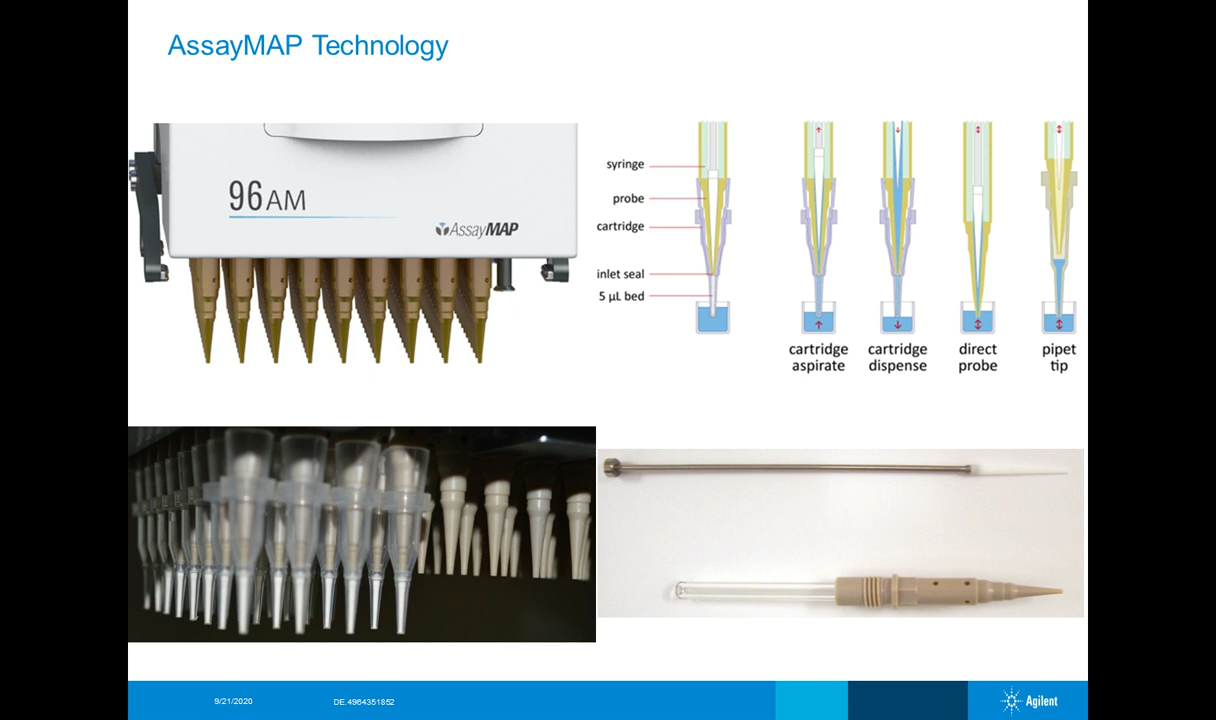 AssayMAP Technology
96AM
AssayMAP
syringe
probe
cartridge
inlet seal
5 µL bed
cartridge
aspirate
cartridge
dispense
direct
probe
pipet
tip
9/21/2020
DE.4964351852
Agilent